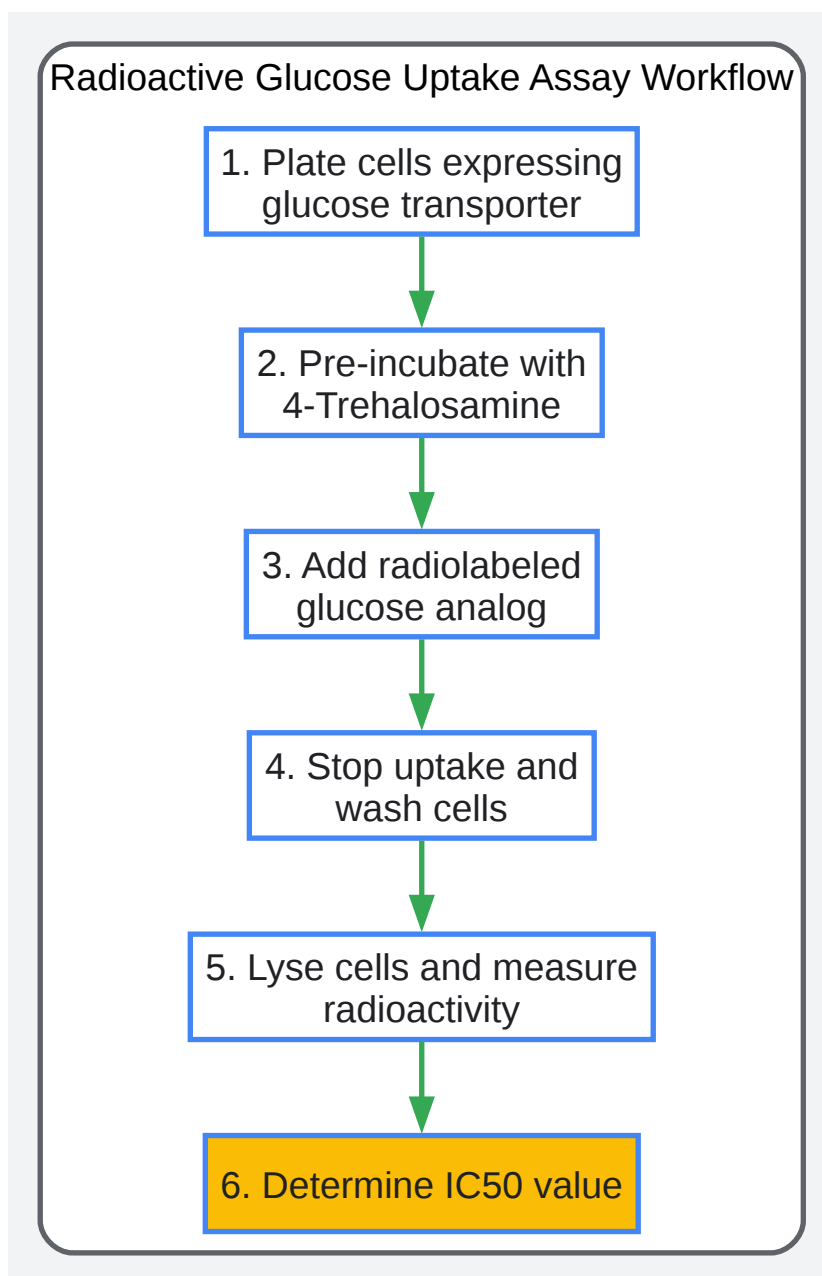 Radioactive Glucose Uptake Assay Workflow
1. Plate cells expressing
glucose transporter
2. Pre-incubate with
4-Trehalosamine
3. Add radiolabeled
glucose analog
4. Stop uptake and
wash cells
5. Lyse cells and measure
radioactivity
6. Determine IC50 value